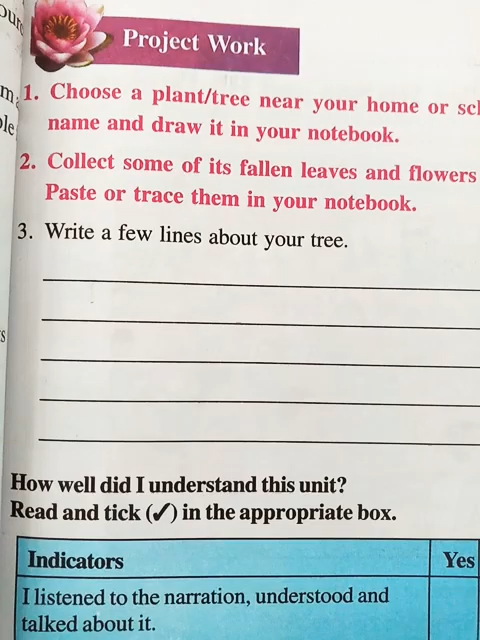 Project Work
1. Choose a plant/tree near your home or
name and draw it in your notebook.
2. Collect some of its fallen leaves and flowers
Paste or trace them in your notebook.
3. Write a few lines about your tree.
How well did I understand this unit?
Read and tick (✓) in the appropriate box.
Indicators Yes
I listened to the narration, understood and
talked about it.